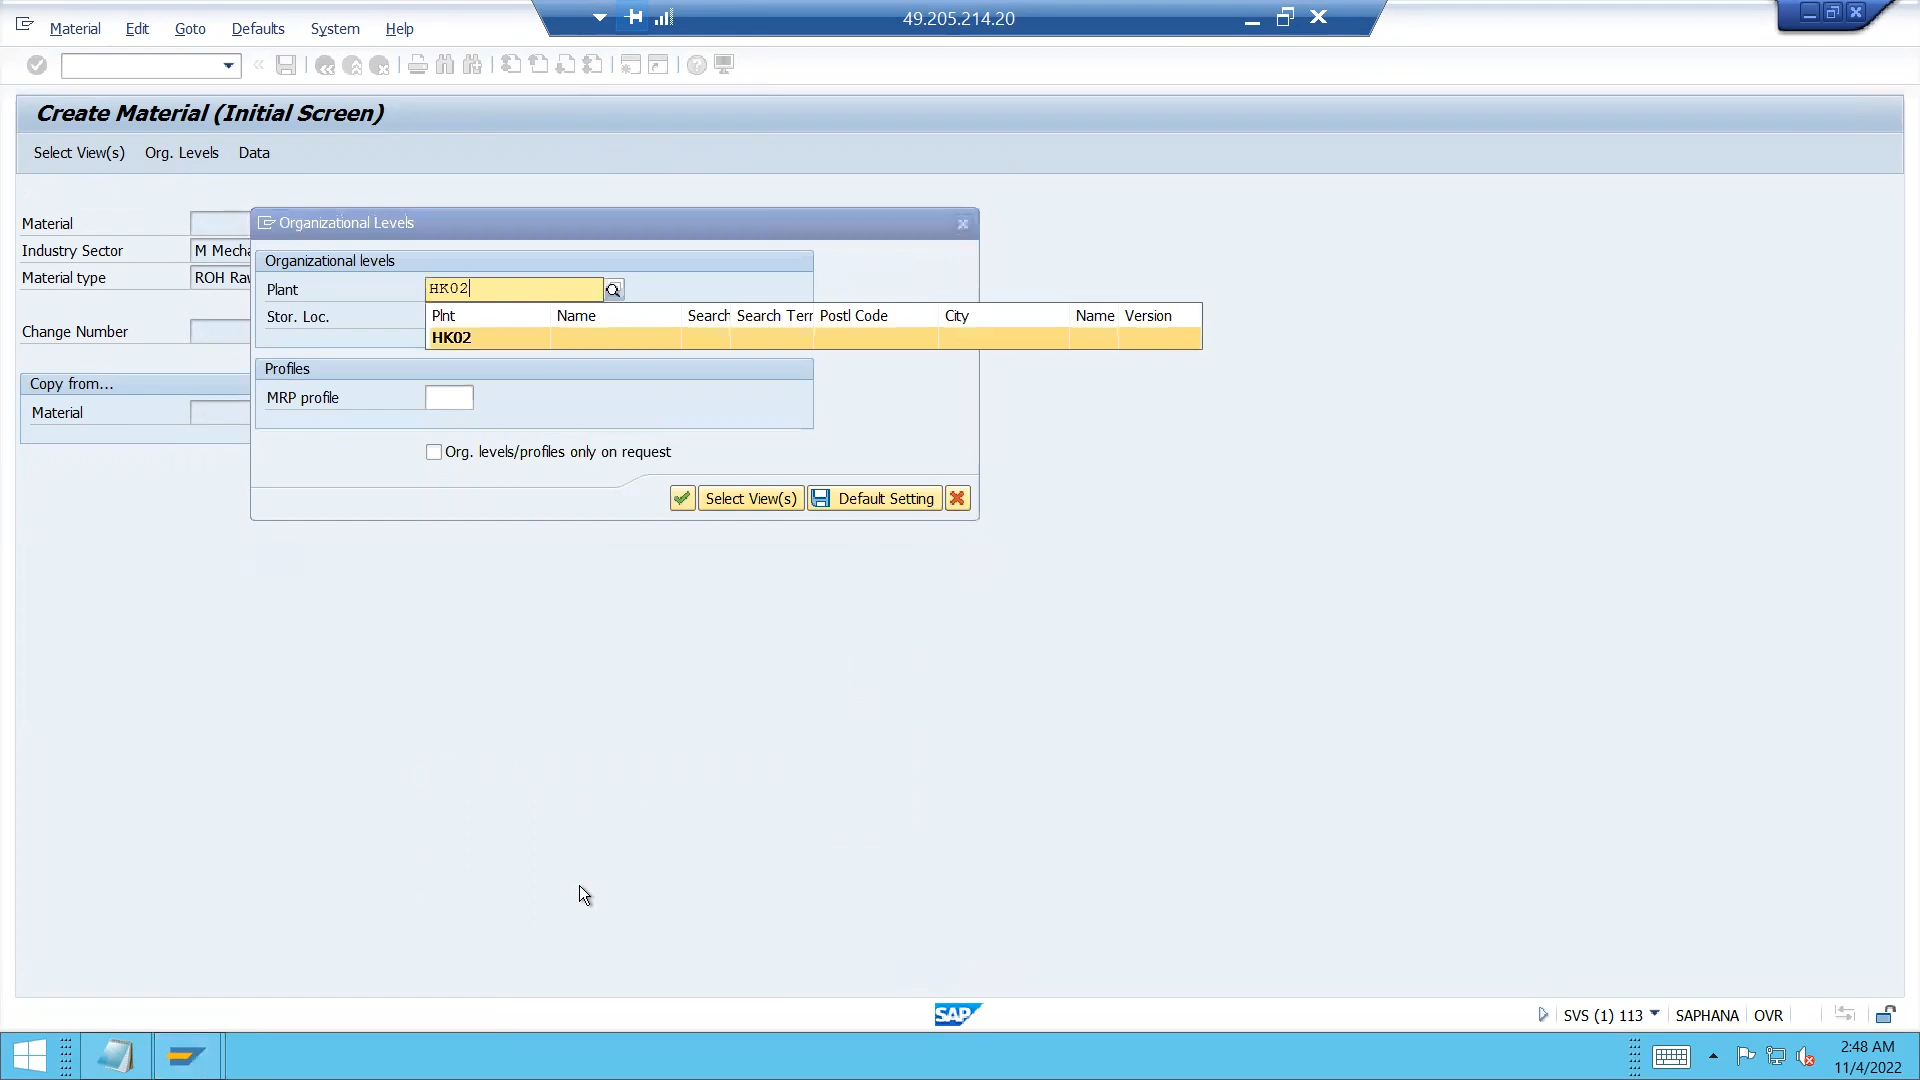 49.205.214.20
Material Edit Goto Defaults System Help
Create Material (Initial Screen)
Select View(s) Org. Levels Data
Material
Industry Sector M Mecha
Material type ROH Raw
Change Number
Copy from...
Material
Organizational Levels
Organizational levels
Plant HK02
Stor. Loc.
Plnt Name Search Search Terr Postl Code City Name Version
HK02
Profiles
MRP profile
Org. levels/profiles only on request
Select View(s) Default Setting
SAP
SVS (1) 113 SAPHANA OVR
2:48 AM
11/4/2022